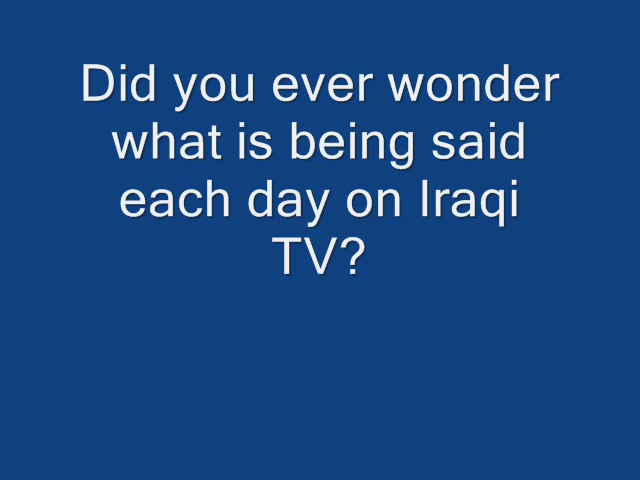 Did you ever wonder
what is being said
each day on Iraqi
TV?